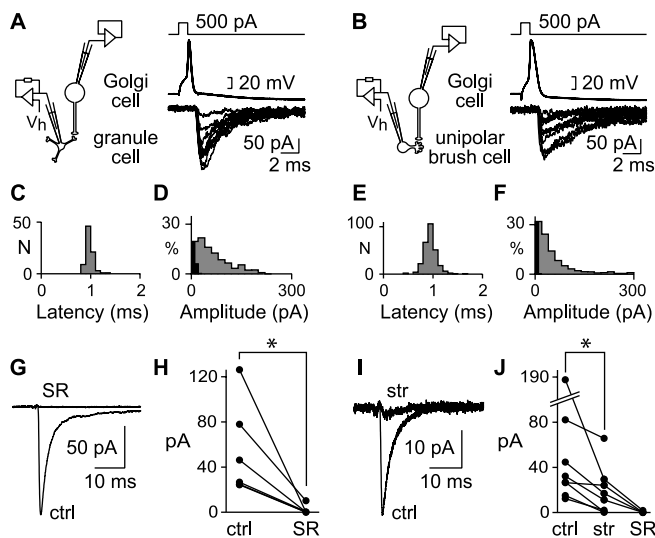 A
500 pA
Golgi cell
20 mV
Vh
granule cell
50 pA
2 ms
B
500 pA
Golgi cell
20 mV
Vh
unipolar brush cell
50 pA
2 ms
C
50
N
0
0 1 2
Latency (ms)
D
30
%
0
0 300
Amplitude (pA)
E
100
N
0
0 1 2
Latency (ms)
F
30
%
0
0 300
Amplitude (pA)
G
SR
50 pA
10 ms
ctrl
H
*
120
80
pA
40
0
ctrl SR
I
str
10 pA
10 ms
ctrl
J
*
190
80
pA
40
0
ctrl str SR